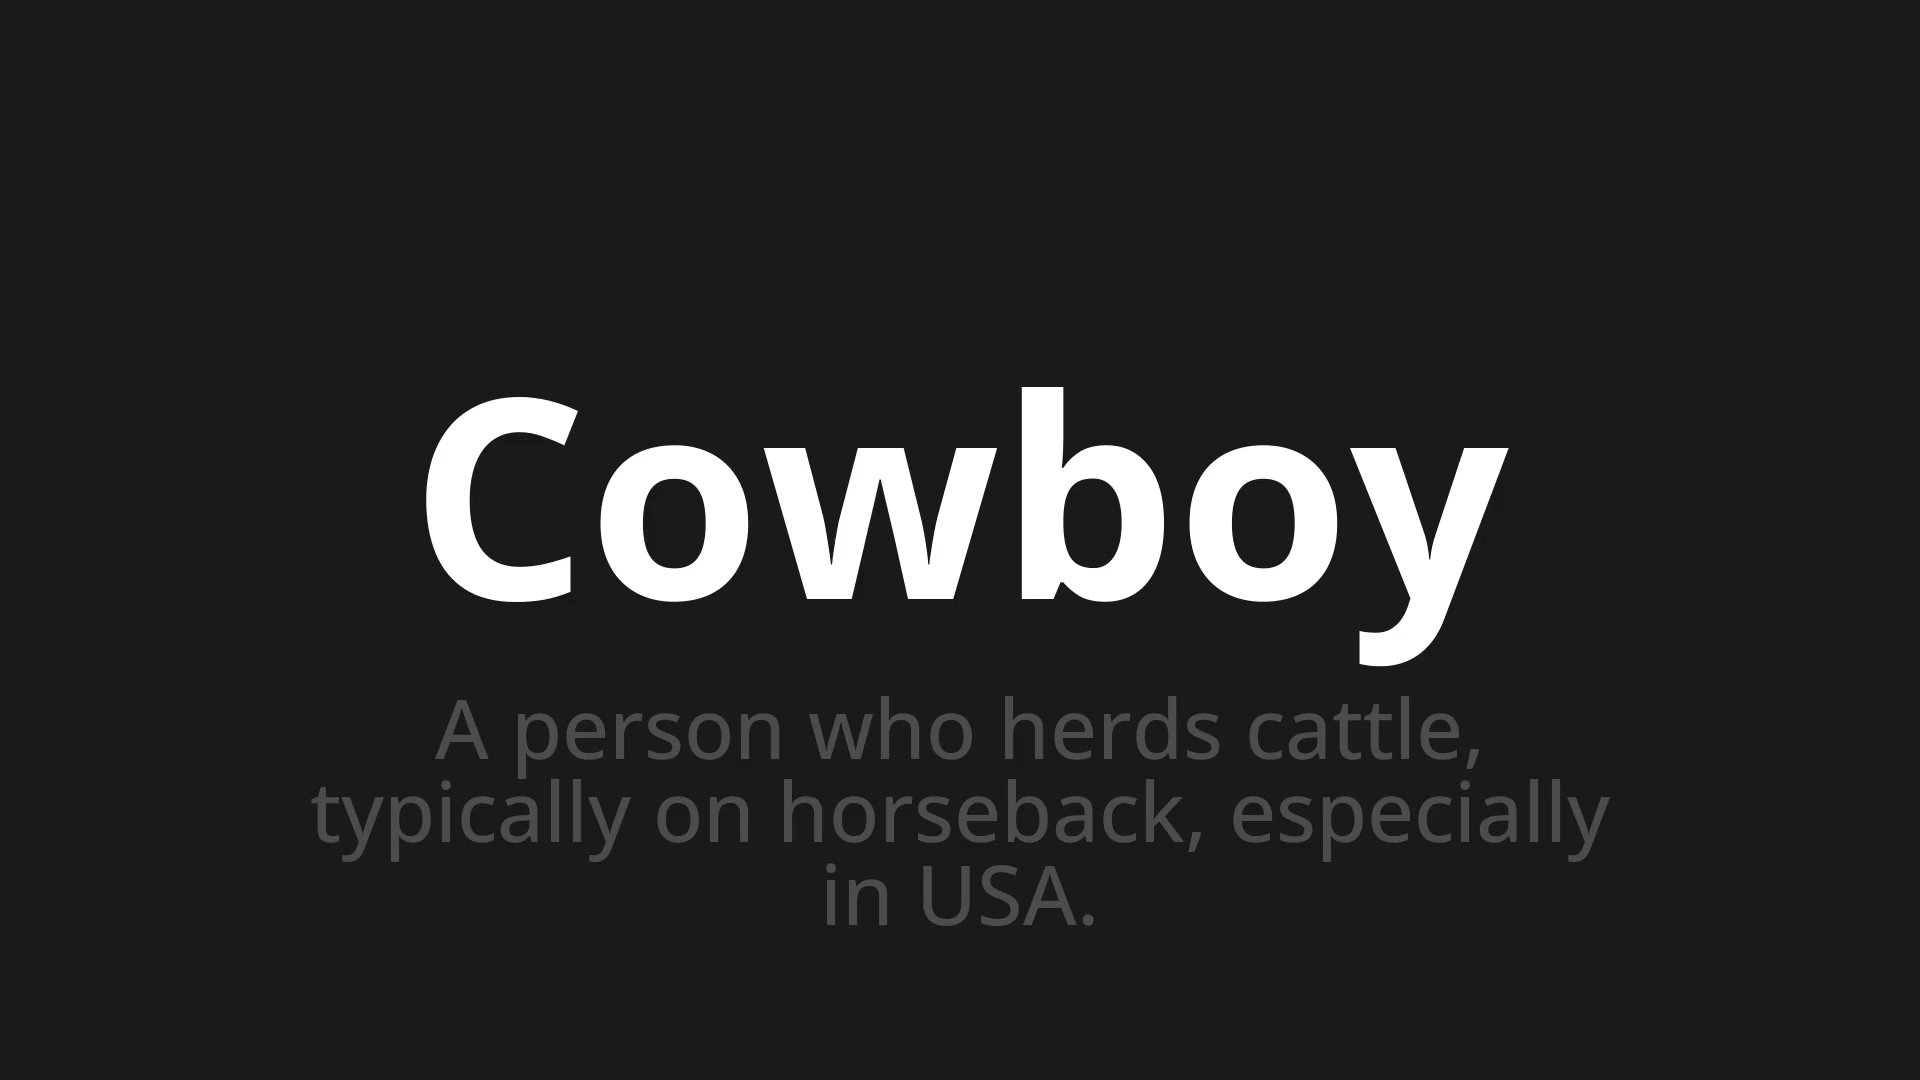 Cowboy
A person who herds cattle,
typically on horseback, especially
in USA.